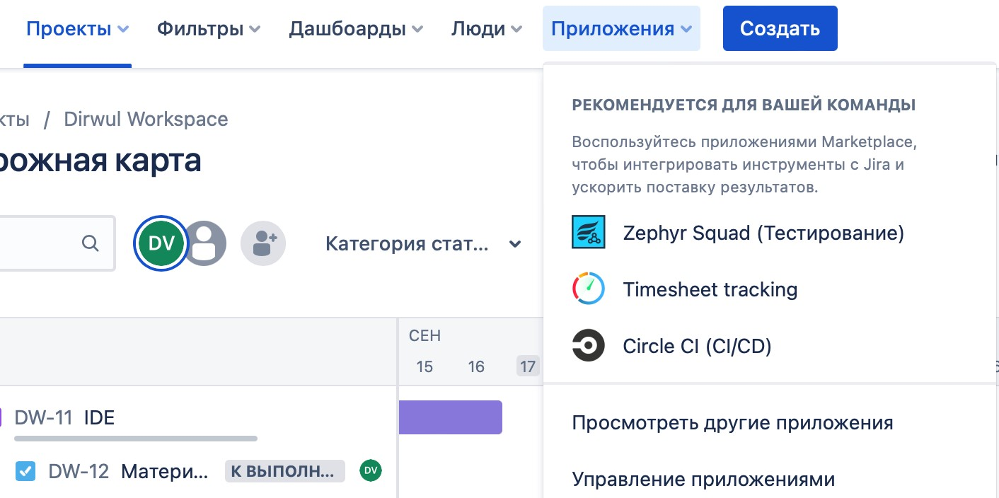 Проекты Фильтры Дашбоарды Люди Приложения Создать
кты / Dirwul Workspace
рожная карта
DV Категория стат...
СЕН
15 16 17
DW-11 IDE
DW-12 Матери... К ВЫПОЛН... DV
РЕКОМЕНДУЕТСЯ ДЛЯ ВАШЕЙ КОМАНДЫ
Воспользуйтесь приложениями Marketplace,
чтобы интегрировать инструменты с Jira и
ускорить поставку результатов.
Zephyr Squad (Тестирование)
Timesheet tracking
Circle CI (CI/CD)
Просмотреть другие приложения
Управление приложениями